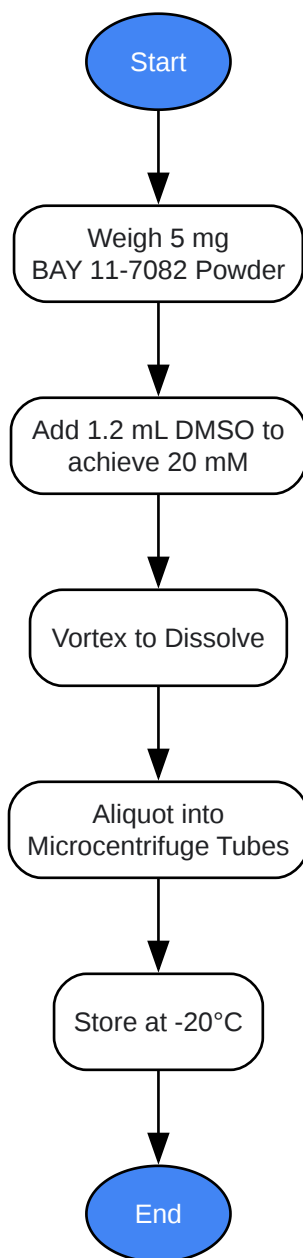 Start
Weigh 5 mg
BAY 11-7082 Powder
Add 1.2 mL DMSO to
achieve 20 mM
Vortex to Dissolve
Aliquot into
Microcentrifuge Tubes
Store at -20°C
End